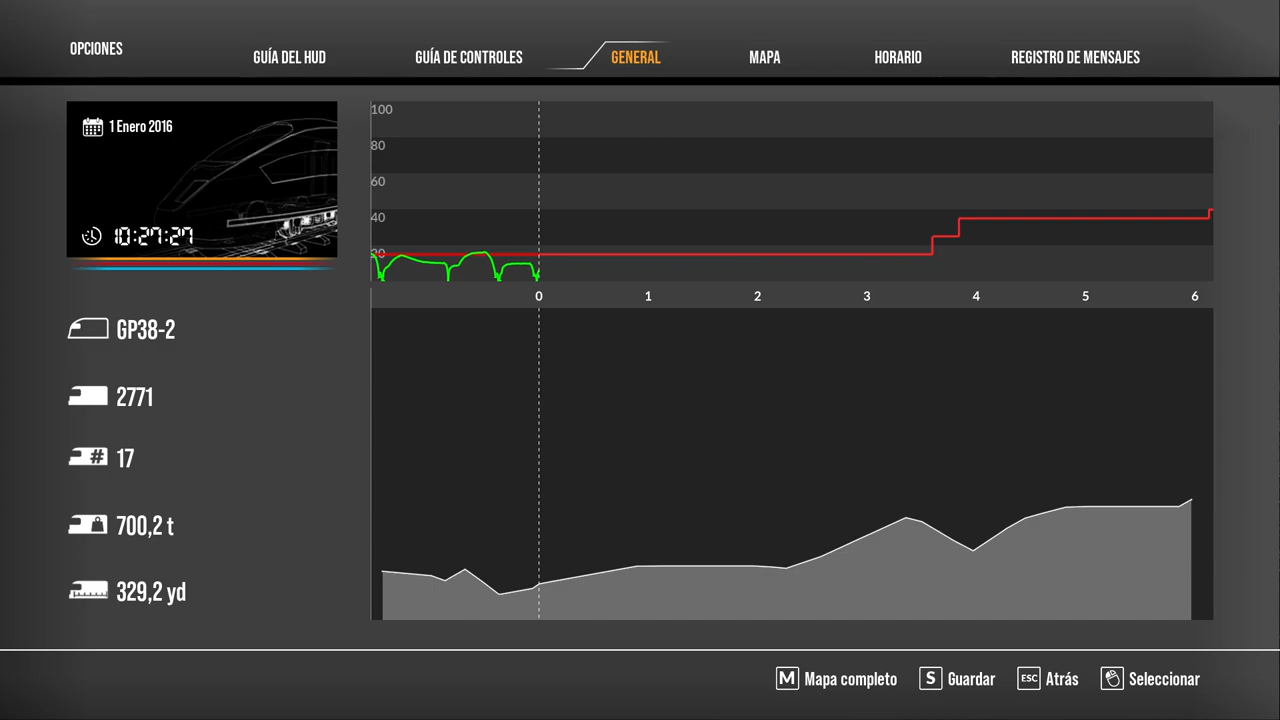 OPCIONES
GUÍA DEL HUD
GUÍA DE CONTROLES
GENERAL
MAPA
HORARIO
REGISTRO DE MENSAJES
1 Enero 2016
10:27:27
GP38-2
2771
# 17
700,2 t
329,2 yd
100
80
60
40
20
0 1 2 3 4 5 6
M Mapa completo
S Guardar
ESC Atrás
Seleccionar